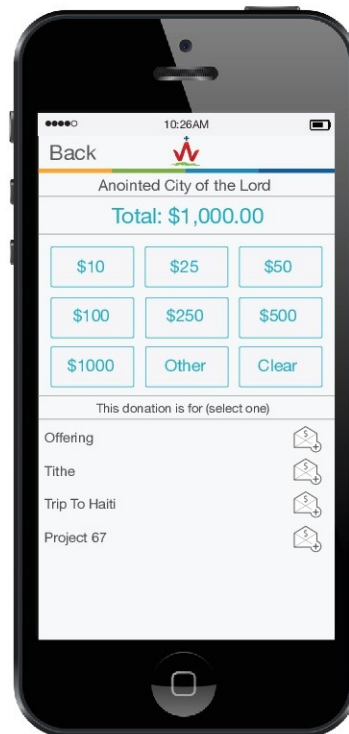 10:26AM
Back
Anointed City of the Lord
Total: $1,000.00
$10 $25 $50
$100 $250 $500
$1000 Other Clear
This donation is for (select one)
Offering $
Tithe $
Trip To Haiti $
Project 67 $